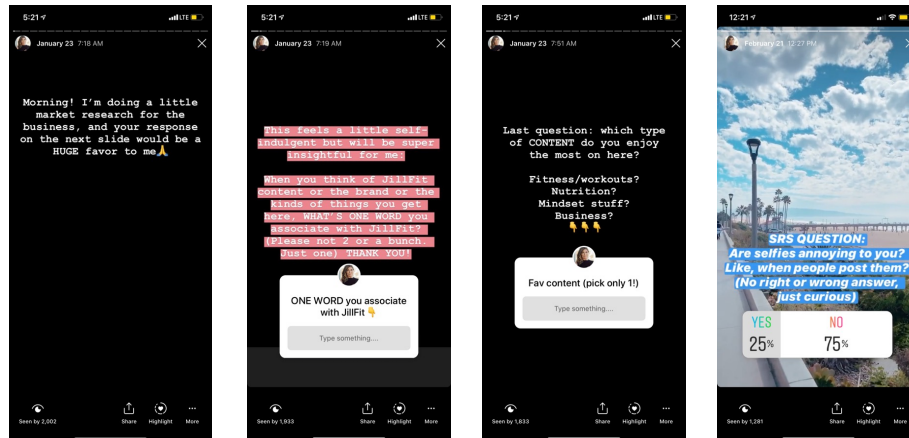 5:21
LTE
January 23 7:18 AM
Morning! I'm doing a little
market research for the
business, and your response
on the next slide would be a
HUGE favor to me🙏
Seen by 2,002
Share
Highlight
More
5:21
LTE
January 23 7:19 AM
This feels a little self-
indulgent but will be super
insightful for me:
When you think of JillFit
content or the brand or the
kinds of things you get
here, WHAT'S ONE WORD you
associate with JillFit?
(Please not 2 or a bunch.
Just one) THANK YOU!
ONE WORD you associate
with JillFit 👇
Type something....
Seen by 1,933
Share
Highlight
More
5:21
LTE
January 23 7:51 AM
Last question: which type
of CONTENT do you enjoy
the most on here?
Fitness/workouts?
Nutrition?
Mindset stuff?
Business?
👇👇👇
Fav content (pick only 1!)
Type something....
Seen by 1,833
Share
Highlight
More
12:21
February 21 12:27 PM
SRS QUESTION:
Are selfies annoying to you?
Like, when people post them?
(No right or wrong answer,
just curious)
YES
NO
25%
75%
Seen by 1,281
Share
Highlight
More